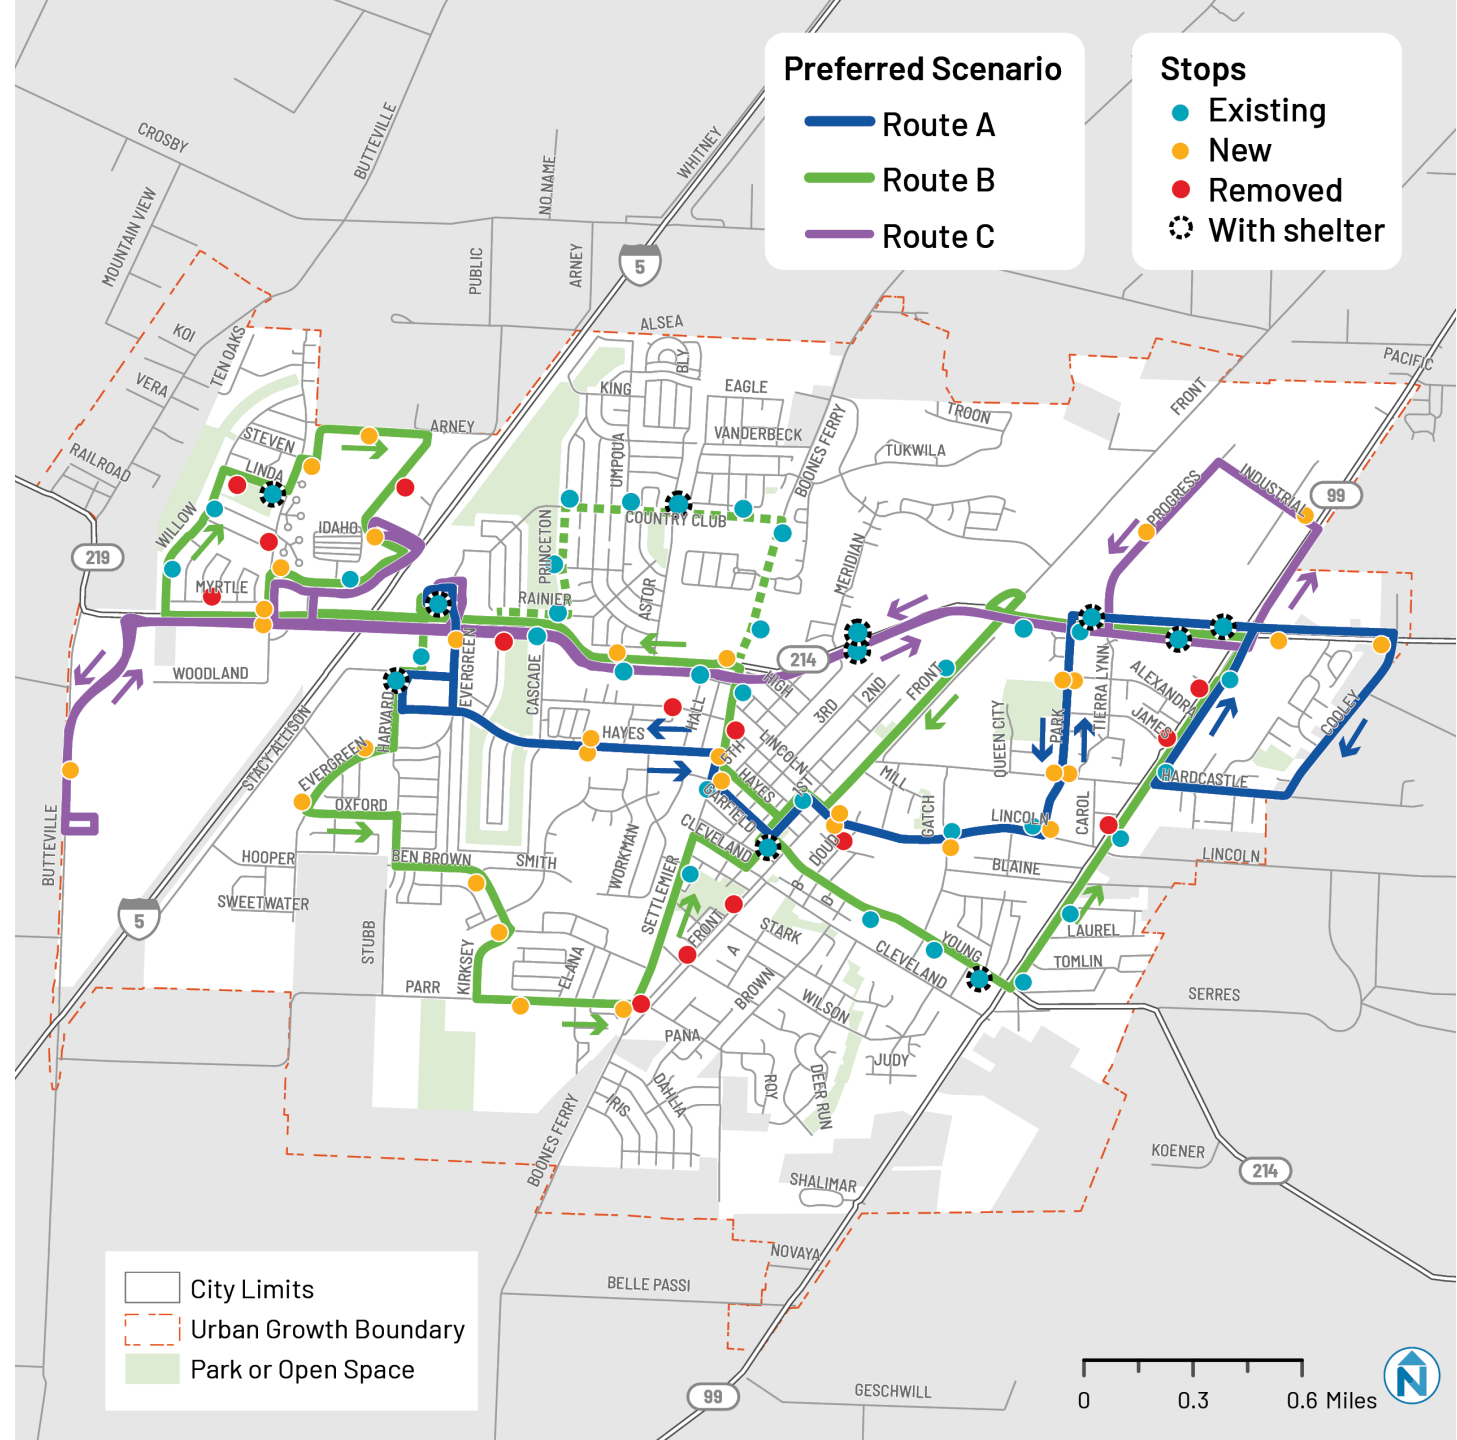 Preferred Scenario
Route A
Route B
Route C
Stops
Existing
New
Removed
With shelter
CROSBY
BUTTEVILLE
NO NAME
WHITNEY
MOUNTAIN VIEW
PUBLIC
ARNEY
5
KOI
TEN OAKS
ALSEA
BLY
PACIFIC
VERA
KING
EAGLE
FRONT
ARNEY
TROON
STEVEN
VANDERBECK
BOONES FERRY
TUKWILA
RAILROAD
LINDA
UMPQUA
PROGRESS
INDUSTRIAL
99
WILLOW
IDAHO
COUNTRY CLUB
PRINCETON
MERIDIAN
219
MYRTLE
RAINIER
ASTOR
WOODLAND
EVERGREEN
CASCADE
214
HIGH
2ND
3RD
FRONT
TIERRA LYNN
ALEXANDRA
JAMES
COOLEY
HARVARD
HALL
HAYES
LINCOLN
5TH
1ST
PARK
QUEEN CITY
STACY ALLISON
EVERGREEN
HAYES
MILL
HARDCASTLE
OXFORD
GARFIELD
GATCH
LINCOLN
CAROL
BUTTEVILLE
HOOPER
BEN BROWN
SMITH
WORKMAN
CLEVELAND
DOUD
BLAINE
LINCOLN
SWEETWATER
SETTLEMIER
B
B
5
STUBB
KIRKSEY
ELANA
FRONT
A
STARK
CLEVELAND
YOUNG
LAUREL
TOMLIN
PARR
BROWN
WILSON
SERRES
PANA
JUDY
DAHLIA
IRIS
ROY
DEER RUN
BOONES FERRY
KOENER
214
SHALIMAR
NOVAYA
BELLE PASSI
City Limits
Urban Growth Boundary
Park or Open Space
99
GESCHWILL
0
0.3
0.6 Miles
N